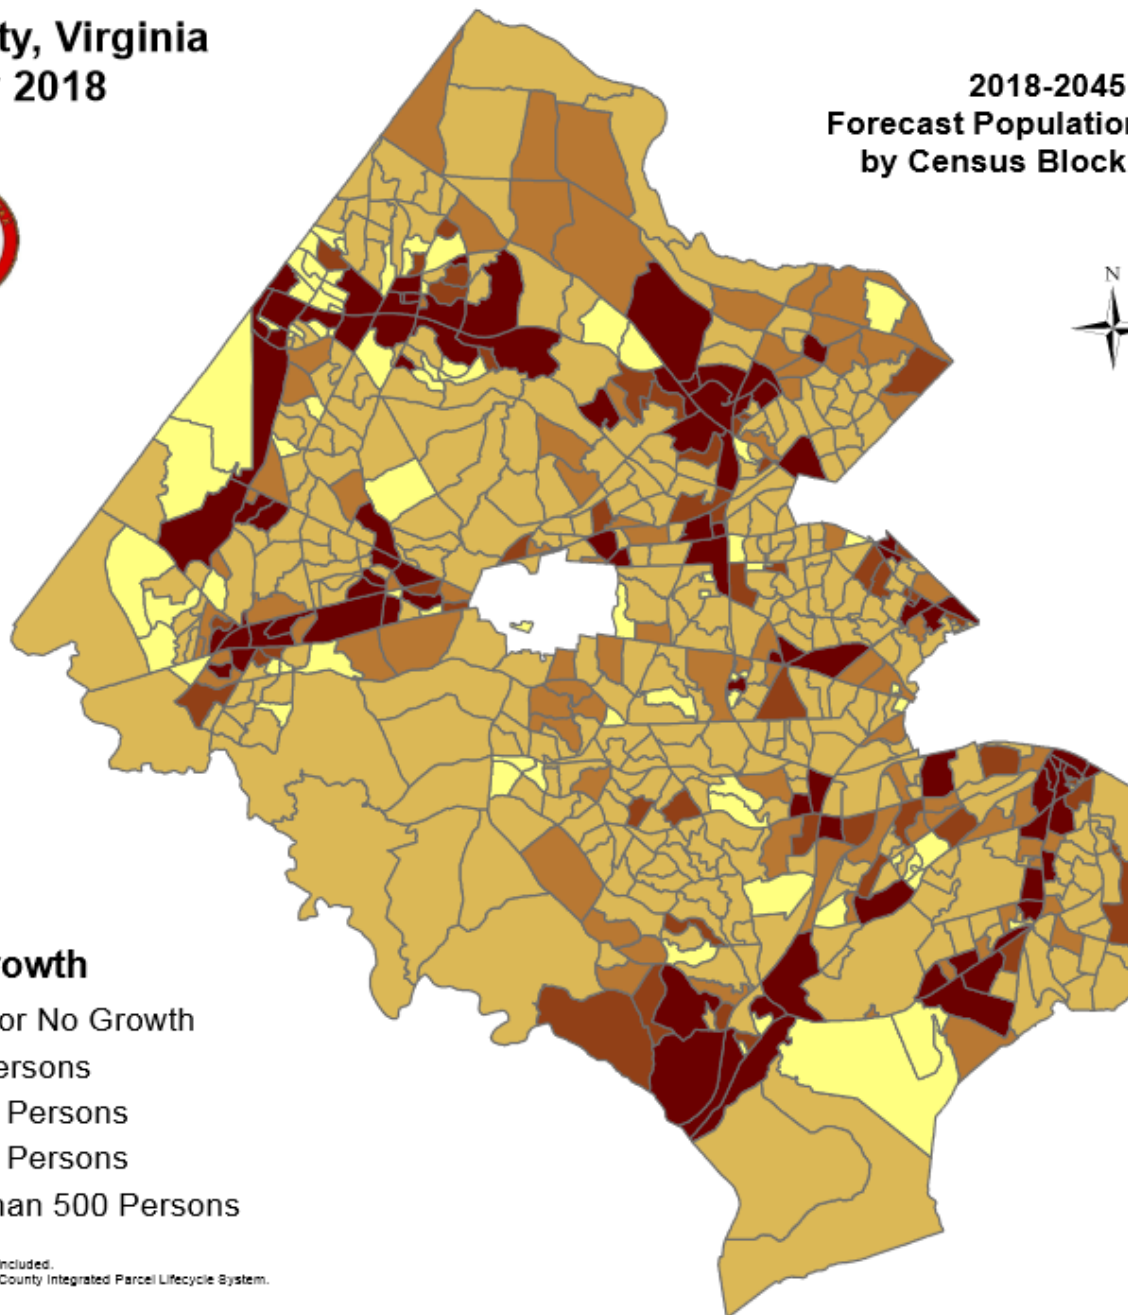 ty, Virginia
2018
2018-2045
Forecast Population
by Census Block
N
rowth
or No Growth
ersons
Persons
Persons
han 500 Persons
ncluded.
County Integrated Parcel Lifecycle System.